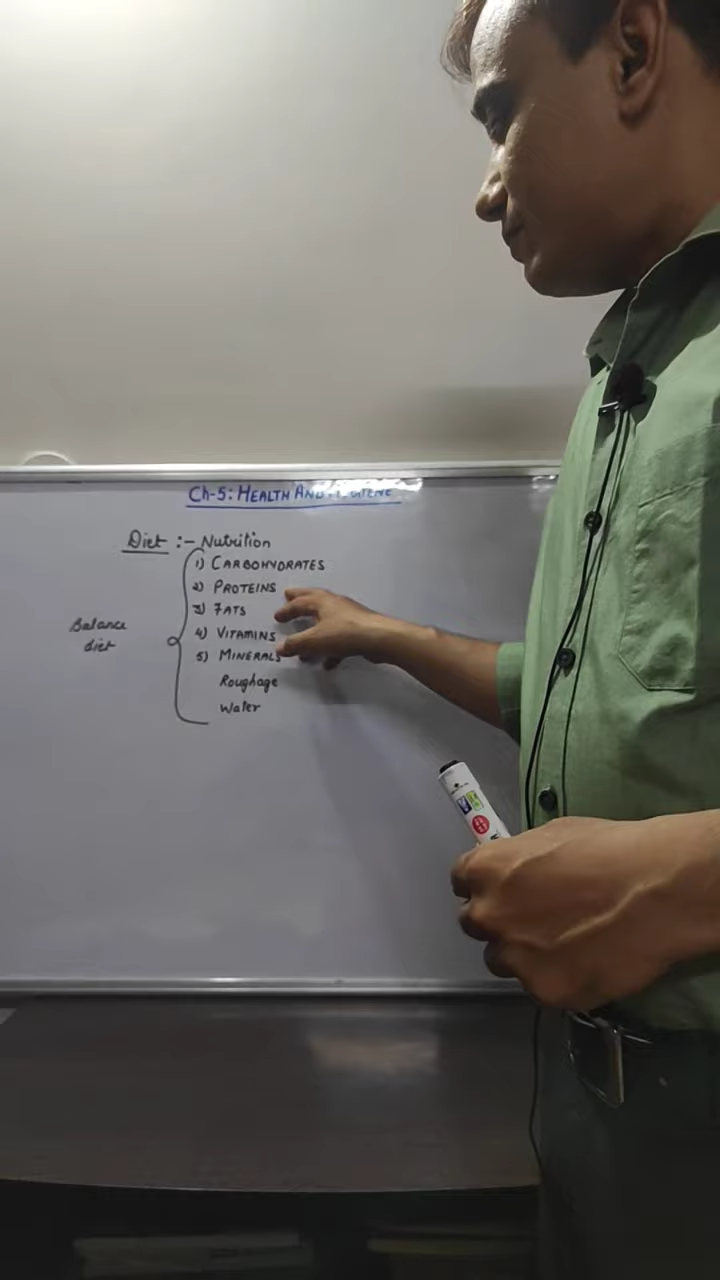 Ch-5: HEALTH AND HYGIENE
Diet :- Nutrition
1) CARBOHYDRATES
2) PROTEINS
3) FATS
4) VITAMINS
5) MINERALS
Roughage
Water
Balance
diet